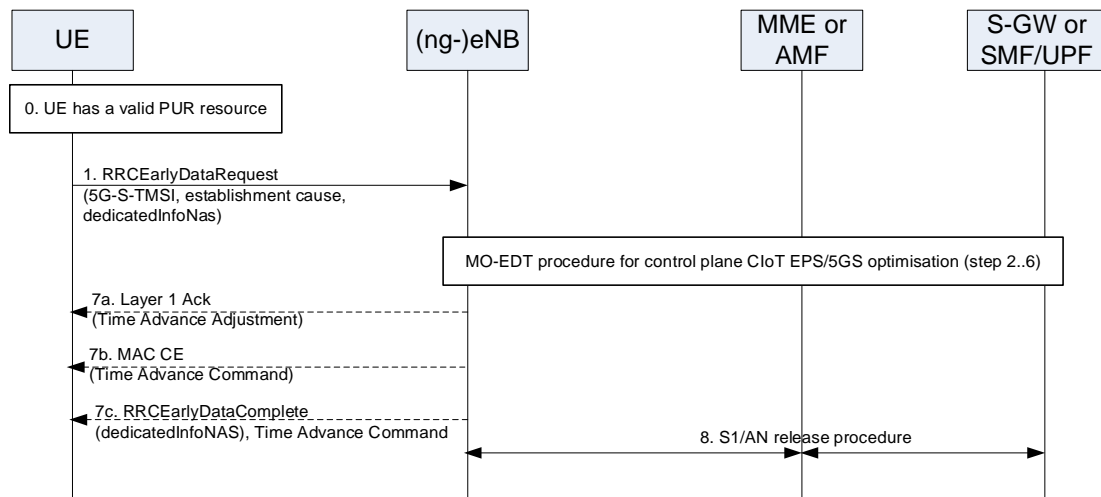 UE
(ng-)eNB
MME or
AMF
S-GW or
SMF/UPF
0. UE has a valid PUR resource
1. RRCEarlyDataRequest
(5G-S-TMSI, establishment cause,
dedicatedInfoNas)
MO-EDT procedure for control plane CIoT EPS/5GS optimisation (step 2..6)
7a. Layer 1 Ack
(Time Advance Adjustment)
7b. MAC CE
(Time Advance Command)
7c. RRCEarlyDataComplete
(dedicatedInfoNAS), Time Advance Command
8. S1/AN release procedure